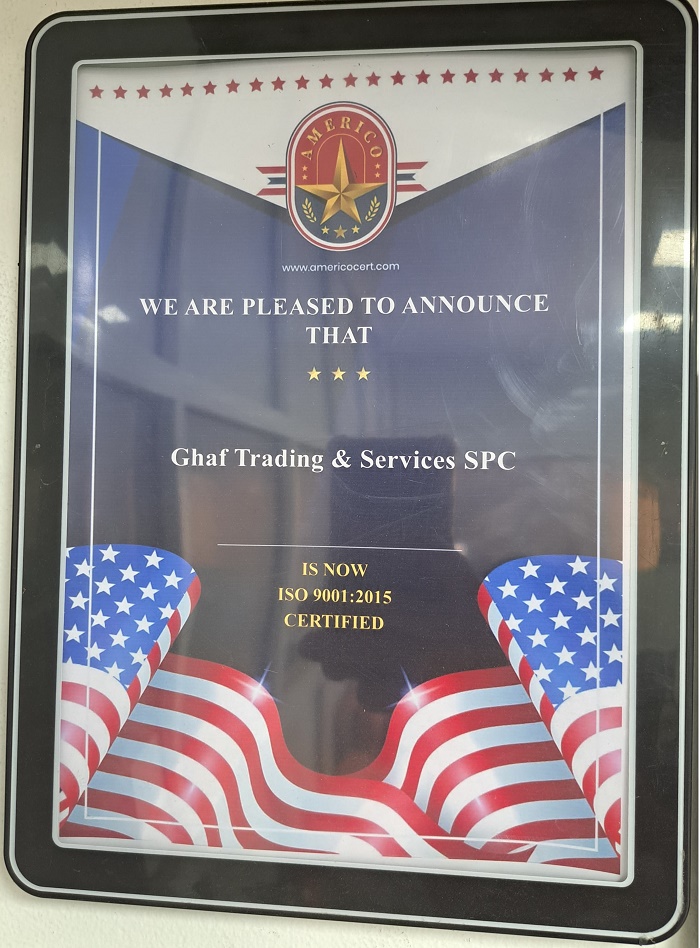 AMERICO
www.americocert.com
WE ARE PLEASED TO ANNOUNCE
THAT
Ghaf Trading & Services SPC
IS NOW
ISO 9001:2015
CERTIFIED